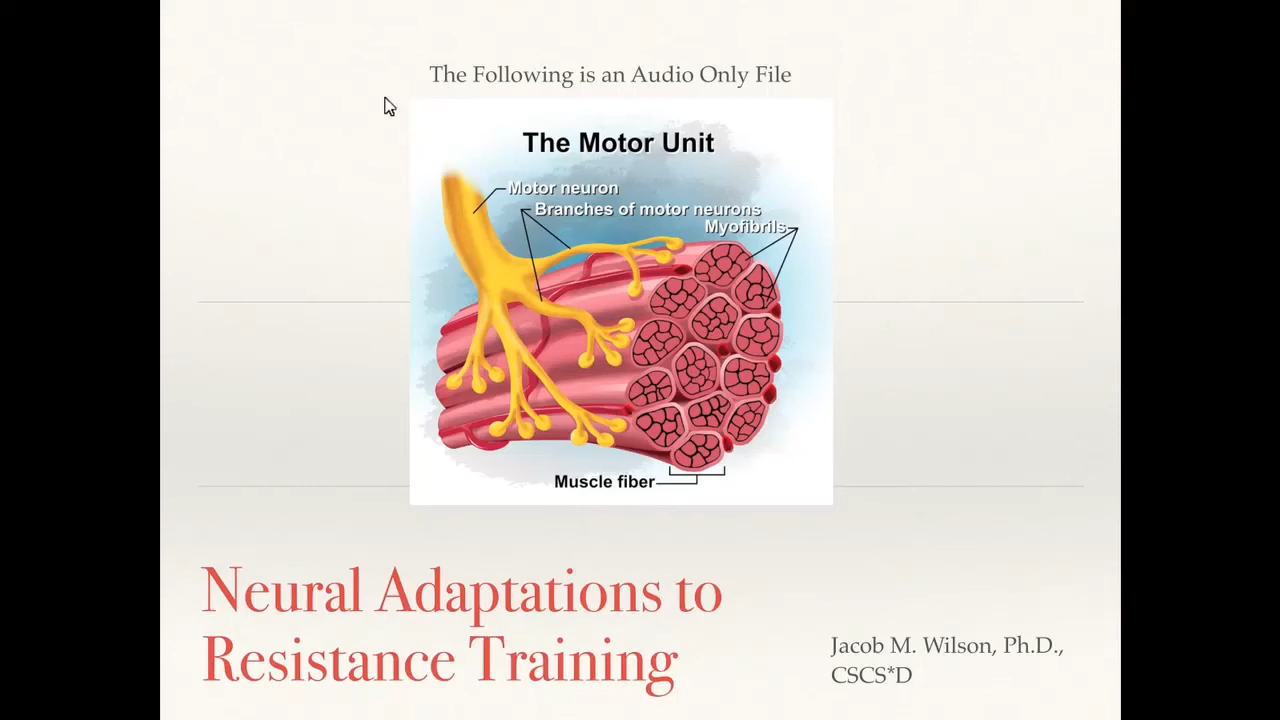 The Following is an Audio Only File
The Motor Unit
Motor neuron
Branches of motor neurons
Myofibrils
Muscle fiber
Neural Adaptations to
Resistance Training
Jacob M. Wilson, Ph.D.,
CSCS*D